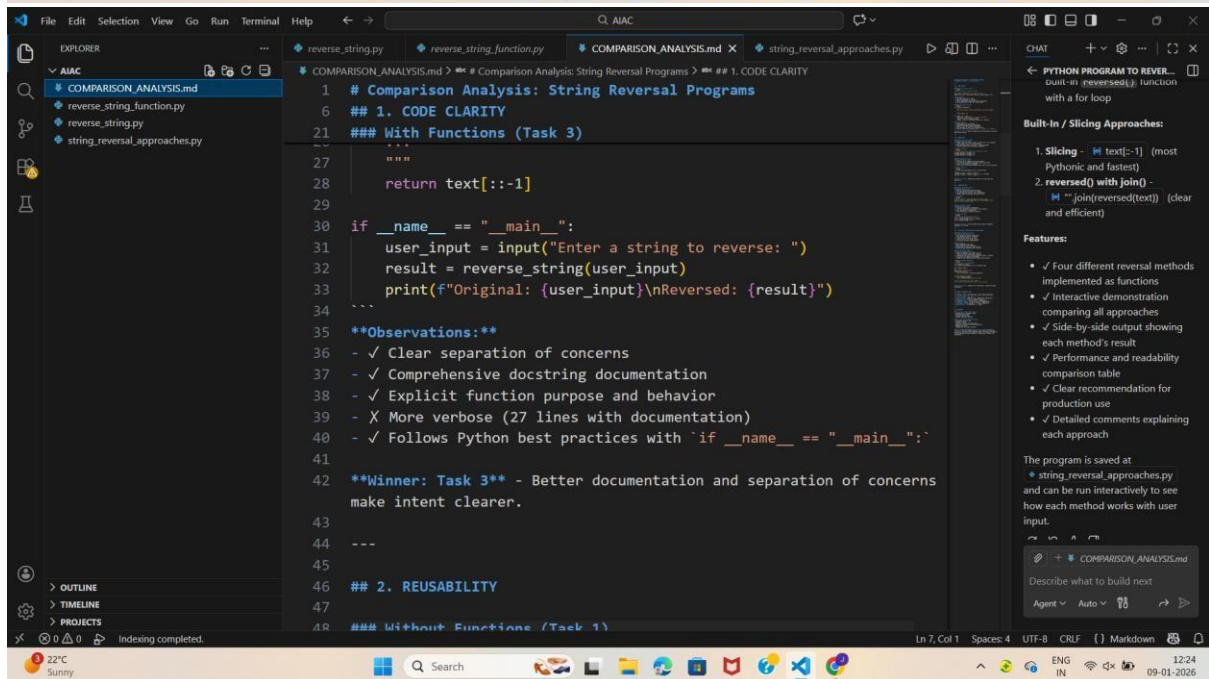 File Edit Selection View Go Run Terminal Help
AIAC
EXPLORER
AIAC
COMPARISON_ANALYSIS.md
reverse_string_function.py
reverse_string.py
string_reversal_approaches.py
OUTLINE
TIMELINE
PROJECTS
reverse_string.py reverse_string_function.py COMPARISON_ANALYSIS.md string_reversal_approaches.py
COMPARISON_ANALYSIS.md > # Comparison Analysis: String Reversal Programs > ## 1. CODE CLARITY
1 # Comparison Analysis: String Reversal Programs
6 ## 1. CODE CLARITY
21 ### With Functions (Task 3)
27 """
28 return text[::-1]
29
30 if __name__ == "__main__":
31 user_input = input("Enter a string to reverse: ")
32 result = reverse_string(user_input)
33 print(f"Original: {user_input}\nReversed: {result}")
34 ```
35 **Observations:**
36 - ✓ Clear separation of concerns
37 - ✓ Comprehensive docstring documentation
38 - ✓ Explicit function purpose and behavior
39 - X More verbose (27 lines with documentation)
40 - ✓ Follows Python best practices with `if __name__ == "__main__":`
41
42 **Winner: Task 3** - Better documentation and separation of concerns
make intent clearer.
43
44 ---
45
46 ## 2. REUSABILITY
47
48 ### Without Functions (Task 1)
CHAT
PYTHON PROGRAM TO REVER...
built-in reversed() function
with a for loop
Built-In / Slicing Approaches:
1. Slicing - text[::-1] (most
Pythonic and fastest)
2. reversed() with join() -
"".join(reversed(text)) (clear
and efficient)
Features:
• ✓ Four different reversal methods
implemented as functions
• ✓ Interactive demonstration
comparing all approaches
• ✓ Side-by-side output showing
each method's result
• ✓ Performance and readability
comparison table
• ✓ Clear recommendation for
production use
• ✓ Detailed comments explaining
each approach
The program is saved at
string_reversal_approaches.py
and can be run interactively to see
how each method works with user
input.
COMPARISON_ANALYSIS.md
Describe what to build next
Agent Auto
0 0 Indexing completed. Ln 7, Col 1 Spaces: 4 UTF-8 CRLF {} Markdown
3
22°C
Sunny
Search
ENG
IN
12:24
09-01-2026